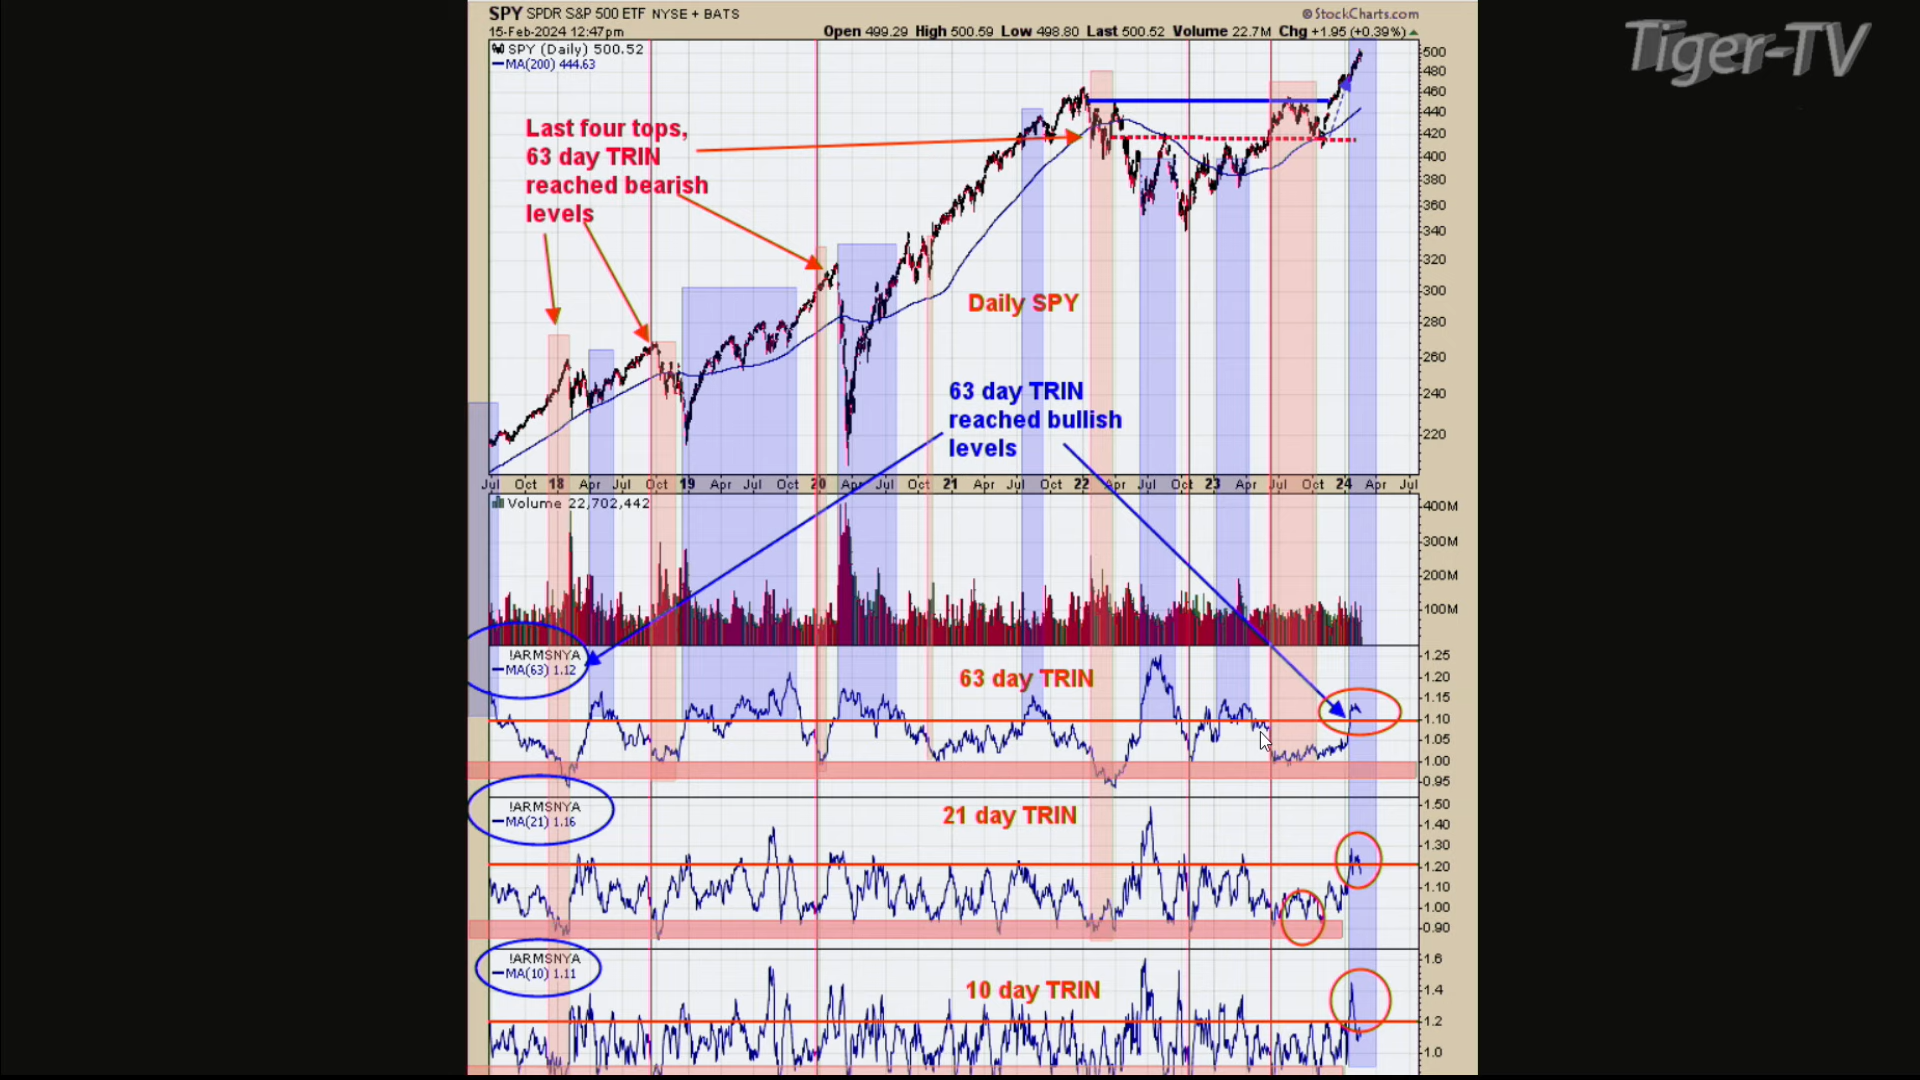 SPY SPDR S&P 500 ETF NYSE + BATS
© StockCharts.com
Tiger-TV
15-Feb-2024 12:47pm
Open 499.29 High 500.59 Low 498.80 Last 500.52 Volume 22.7M Chg +1.95 (+0.39%)
SPY (Daily) 500.52
MA(200) 444.63
500
480
460
440
420
400
380
360
340
320
300
280
260
240
220
Last four tops,
63 day TRIN
reached bearish
levels
Daily SPY
63 day TRIN
reached bullish
levels
Jul Oct 18 Apr Jul Oct 19 Apr Jul Oct 20 Apr Jul Oct 21 Apr Jul Oct 22 Apr Jul Oct 23 Apr Jul Oct 24 Apr Jul
Volume 22,702,442
400M
300M
200M
100M
!ARMSNYA
MA(63) 1.12
63 day TRIN
1.25
1.20
1.15
1.10
1.05
1.00
0.95
!ARMSNYA
MA(21) 1.16
21 day TRIN
1.50
1.40
1.30
1.20
1.10
1.00
0.90
!ARMSNYA
MA(10) 1.11
10 day TRIN
1.6
1.4
1.2
1.0